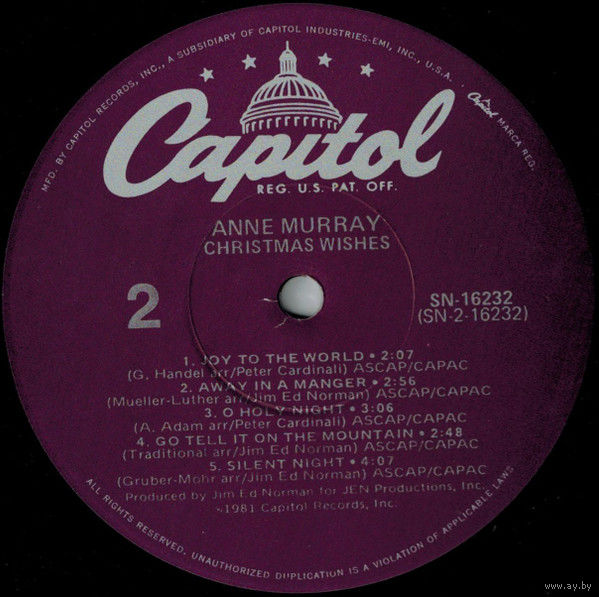 MFD. BY CAPITOL RECORDS, INC., A SUBSIDIARY OF CAPITOL INDUSTRIES-EMI, INC., U.S.A.
Capitol MARCA REG.
Capitol
REG. U.S. PAT. OFF.
ANNE MURRAY
CHRISTMAS WISHES
2
SN-16232
(SN-2-16232)
1. JOY TO THE WORLD • 2:07
(G. Handel arr/Peter Cardinali) ASCAP/CAPAC
2. AWAY IN A MANGER • 2:56
(Mueller-Luther arr/Jim Ed Norman) ASCAP/CAPAC
3. O HOLY NIGHT • 3:06
(A. Adam arr/Peter Cardinali) ASCAP/CAPAC
4. GO TELL IT ON THE MOUNTAIN • 2:48
(Traditional arr/Jim Ed Norman) ASCAP/CAPAC
5. SILENT NIGHT • 4:07
(Gruber-Mohr arr/Jim Ed Norman) ASCAP/CAPAC
Produced by Jim Ed Norman for JEN Productions, Inc.
℗1981 Capitol Records, Inc.
ALL RIGHTS RESERVED. UNAUTHORIZED DUPLICATION IS A VIOLATION OF APPLICABLE LAWS
www.ay.by